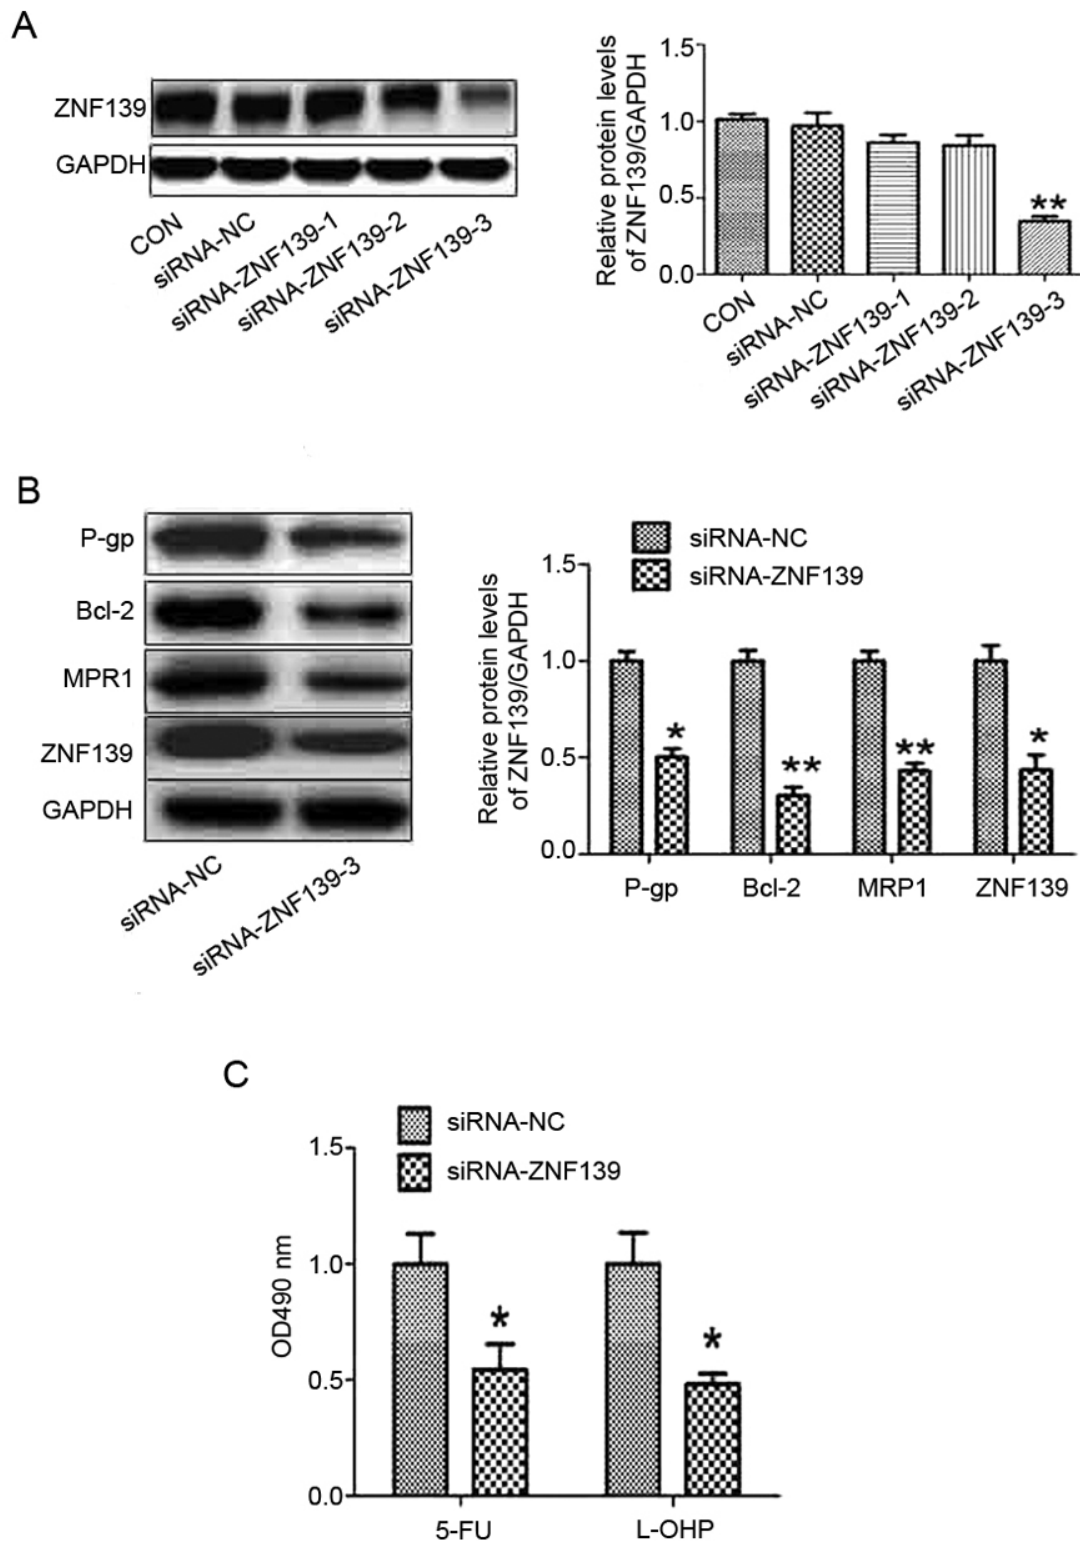 A
ZNF139
GAPDH
CON
siRNA-NC
siRNA-ZNF139-1
siRNA-ZNF139-2
siRNA-ZNF139-3
Relative protein levels
of ZNF139/GAPDH
1.5
1.0
0.5
0.0
**
CON
siRNA-NC
siRNA-ZNF139-1
siRNA-ZNF139-2
siRNA-ZNF139-3
B
P-gp
Bcl-2
MPR1
ZNF139
GAPDH
siRNA-NC
siRNA-ZNF139-3
siRNA-NC
siRNA-ZNF139
Relative protein levels
of ZNF139/GAPDH
1.5
1.0
0.5
0.0
*
**
**
*
P-gp
Bcl-2
MRP1
ZNF139
C
siRNA-NC
siRNA-ZNF139
OD490 nm
1.5
1.0
0.5
0.0
*
*
5-FU
L-OHP